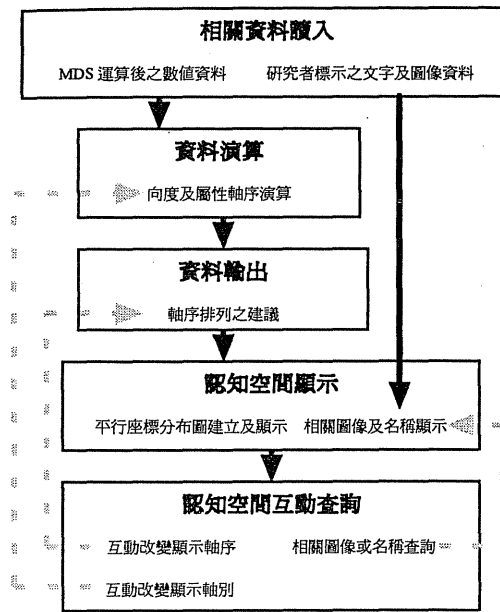 相關資料讀入
MDS 運算後之數值資料 研究者標示之文字及圖像資料
資料演算
向度及屬性軸序演算
資料輸出
軸序排列之建議
認知空間顯示
平行座標分布圖建立及顯示 相關圖像及名稱顯示
認知空間互動查詢
互動改變顯示軸序 相關圖像或名稱查詢
互動改變顯示軸別